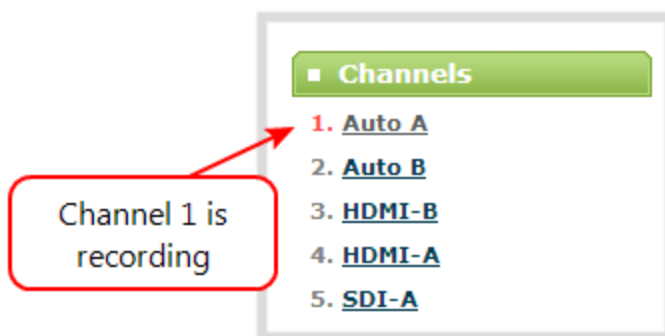 Channels
1. Auto A
2. Auto B
3. HDMI-B
4. HDMI-A
5. SDI-A
Channel 1 is
recording